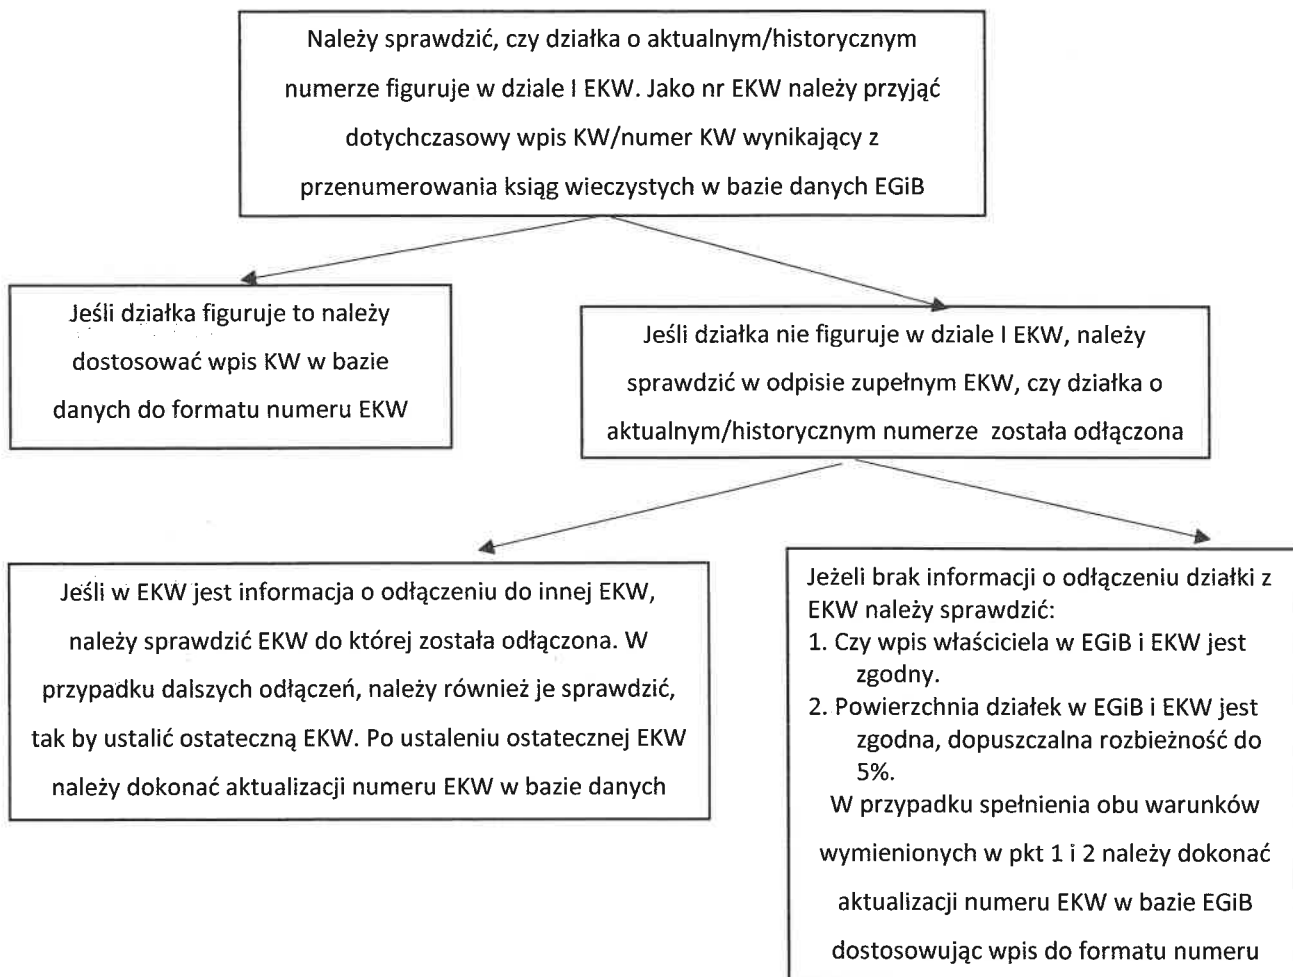 Należy sprawdzić, czy działka o aktualnym/historycznym
numerze figuruje w dziale I EKW. Jako nr EKW należy przyjąć
dotychczasowy wpis KW/numer KW wynikający z
przenumerowania ksiąg wieczystych w bazie danych EGiB
Jeśli działka figuruje to należy
dostosować wpis KW w bazie
danych do formatu numeru EKW
Jeśli działka nie figuruje w dziale I EKW, należy
sprawdzić w odpisie zupełnym EKW, czy działka o
aktualnym/historycznym numerze została odłączona
Jeśli w EKW jest informacja o odłączeniu do innej EKW,
należy sprawdzić EKW do której została odłączona. W
przypadku dalszych odłączeń, należy również je sprawdzić,
tak by ustalić ostateczną EKW. Po ustaleniu ostatecznej EKW
należy dokonać aktualizacji numeru EKW w bazie danych
Jeżeli brak informacji o odłączeniu działki z
EKW należy sprawdzić:
1. Czy wpis właściciela w EGiB i EKW jest
zgodny.
2. Powierzchnia działek w EGiB i EKW jest
zgodna, dopuszczalna rozbieżność do
5%.
W przypadku spełnienia obu warunków
wymienionych w pkt 1 i 2 należy dokonać
aktualizacji numeru EKW w bazie EGiB
dostosowując wpis do formatu numeru